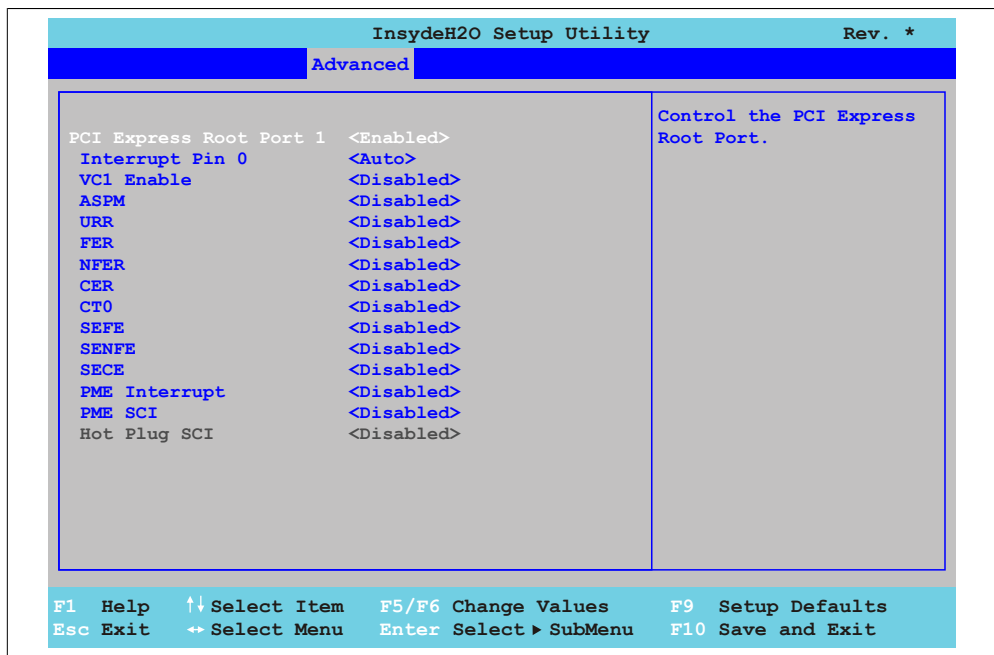 InsydeH2O Setup Utility Rev. *
Advanced
PCI Express Root Port 1 <Enabled>
Interrupt Pin 0 <Auto>
VC1 Enable <Disabled>
ASPM <Disabled>
URR <Disabled>
FER <Disabled>
NFER <Disabled>
CER <Disabled>
CT0 <Disabled>
SEFE <Disabled>
SENFE <Disabled>
SECE <Disabled>
PME Interrupt <Disabled>
PME SCI <Disabled>
Hot Plug SCI <Disabled>
Control the PCI Express
Root Port.
F1 Help ↑↓ Select Item F5/F6 Change Values F9 Setup Defaults
Esc Exit ↔ Select Menu Enter Select ▶ SubMenu F10 Save and Exit